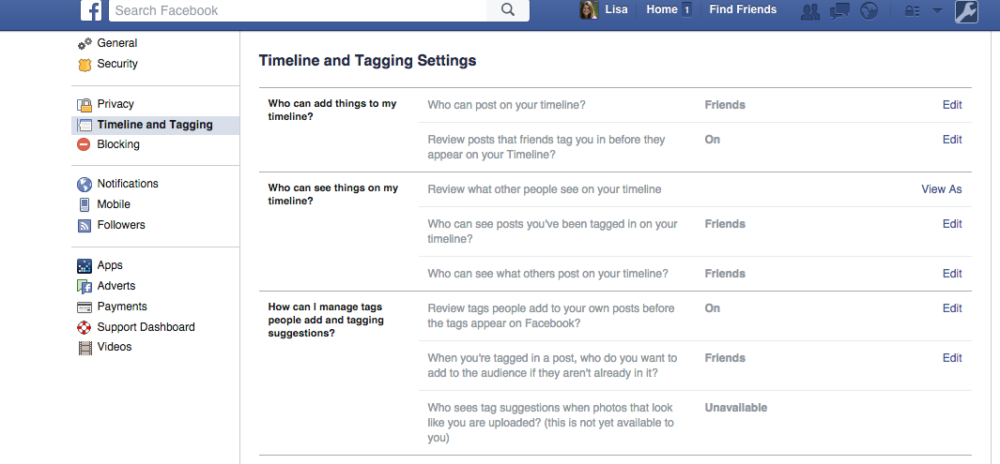 f Search Facebook Lisa Home 1 Find Friends
General
Security
Privacy
Timeline and Tagging
Blocking
Notifications
Mobile
Followers
Apps
Adverts
Payments
Support Dashboard
Videos
Timeline and Tagging Settings
Who can add things to my
timeline?
Who can post on your timeline? Friends Edit
Review posts that friends tag you in before they
appear on your Timeline?
On Edit
Who can see things on my
timeline?
Review what other people see on your timeline View As
Who can see posts you've been tagged in on your
timeline?
Friends Edit
Who can see what others post on your timeline? Friends Edit
How can I manage tags
people add and tagging
suggestions?
Review tags people add to your own posts before
the tags appear on Facebook?
On Edit
When you're tagged in a post, who do you want to
add to the audience if they aren't already in it?
Friends Edit
Who sees tag suggestions when photos that look
like you are uploaded? (this is not yet available to
you)
Unavailable